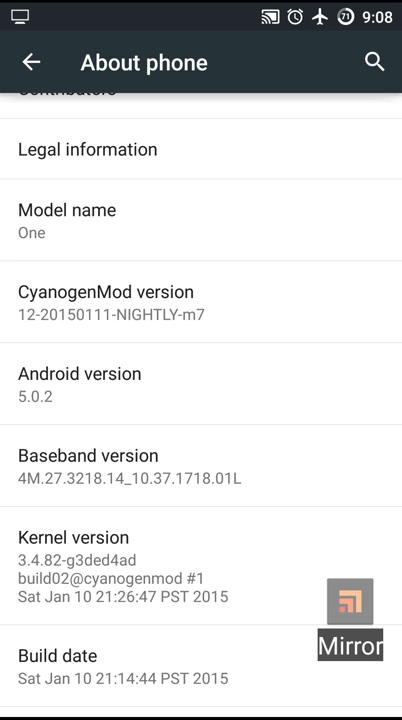 71 9:08
About phone
Contributors
Legal information
Model name
One
CyanogenMod version
12-20150111-NIGHTLY-m7
Android version
5.0.2
Baseband version
4M.27.3218.14_10.37.1718.01L
Kernel version
3.4.82-g3ded4ad
build02@cyanogenmod #1
Sat Jan 10 21:26:47 PST 2015
Mirror
Build date
Sat Jan 10 21:14:44 PST 2015